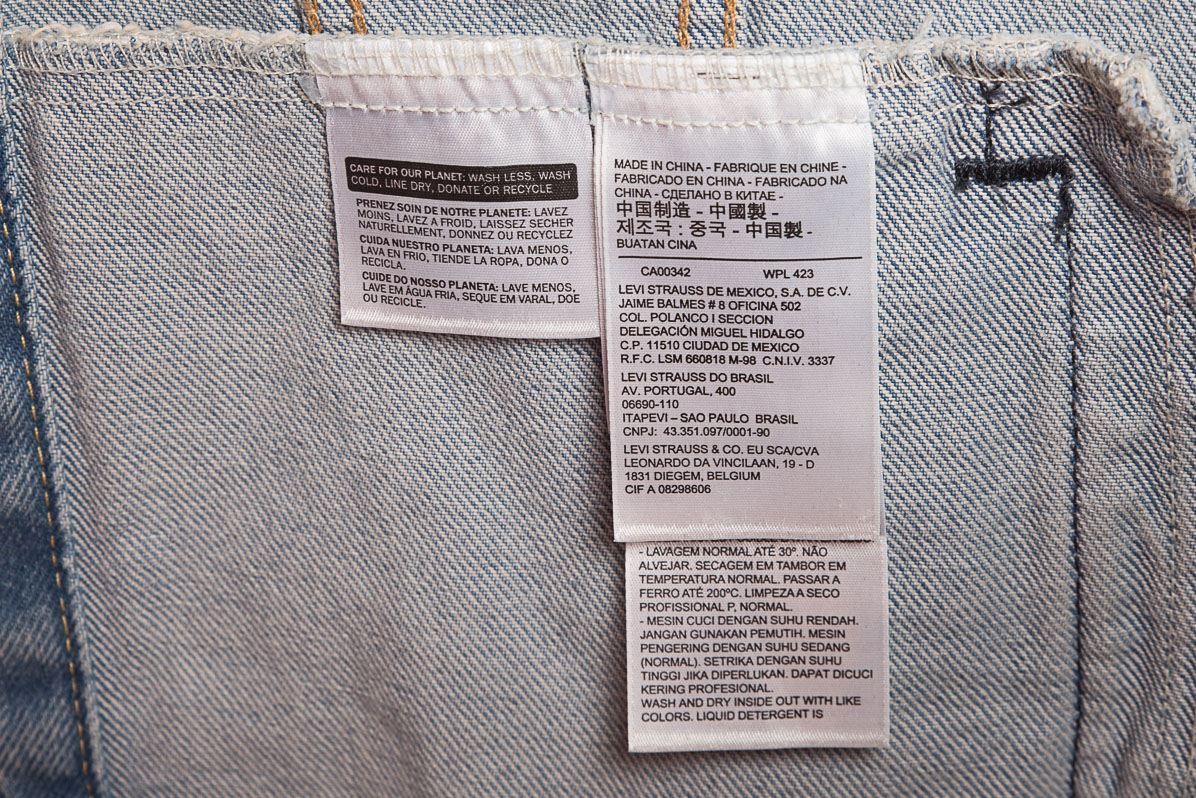 CARE FOR OUR PLANET: WASH LESS, WASH
COLD, LINE DRY, DONATE OR RECYCLE
PRENEZ SOIN DE NOTRE PLANETE: LAVEZ
MOINS, LAVEZ A FROID, LAISSEZ SECHER
NATURELLEMENT, DONNEZ OU RECYCLEZ
CUIDA NUESTRO PLANETA: LAVA MENOS,
LAVA EN FRIO, TIENDE LA ROPA, DONA O
RECICLA.
CUIDE DO NOSSO PLANETA: LAVE MENOS,
LAVE EM ÁGUA FRIA, SEQUE EM VARAL, DOE
OU RECICLE.
MADE IN CHINA - FABRIQUE EN CHINE -
FABRICADO EN CHINA - FABRICADO NA
CHINA - СДЕЛАНО В КИТАЕ -
中国制造 - 中國製 -
제조국 : 중국 - 中国製 -
BUATAN CINA
CA00342 WPL 423
LEVI STRAUSS DE MEXICO, S.A. DE C.V.
JAIME BALMES # 8 OFICINA 502
COL. POLANCO I SECCION
DELEGACIÓN MIGUEL HIDALGO
C.P. 11510 CIUDAD DE MEXICO
R.F.C. LSM 660818 M-98 C.N.I.V. 3337
LEVI STRAUSS DO BRASIL
AV. PORTUGAL, 400
06690-110
ITAPEVI – SAO PAULO BRASIL
CNPJ: 43.351.097/0001-90
LEVI STRAUSS & CO. EU SCA/CVA
LEONARDO DA VINCILAAN, 19 - D
1831 DIEGEM, BELGIUM
CIF A 08298606
- LAVAGEM NORMAL ATÉ 30º. NÃO
ALVEJAR. SECAGEM EM TAMBOR EM
TEMPERATURA NORMAL. PASSAR A
FERRO ATÉ 200ºC. LIMPEZA A SECO
PROFISSIONAL P, NORMAL.
- MESIN CUCI DENGAN SUHU RENDAH.
JANGAN GUNAKAN PEMUTIH. MESIN
PENGERING DENGAN SUHU SEDANG
(NORMAL). SETRIKA DENGAN SUHU
TINGGI JIKA DIPERLUKAN. DAPAT DICUCI
KERING PROFESIONAL.
WASH AND DRY INSIDE OUT WITH LIKE
COLORS. LIQUID DETERGENT IS